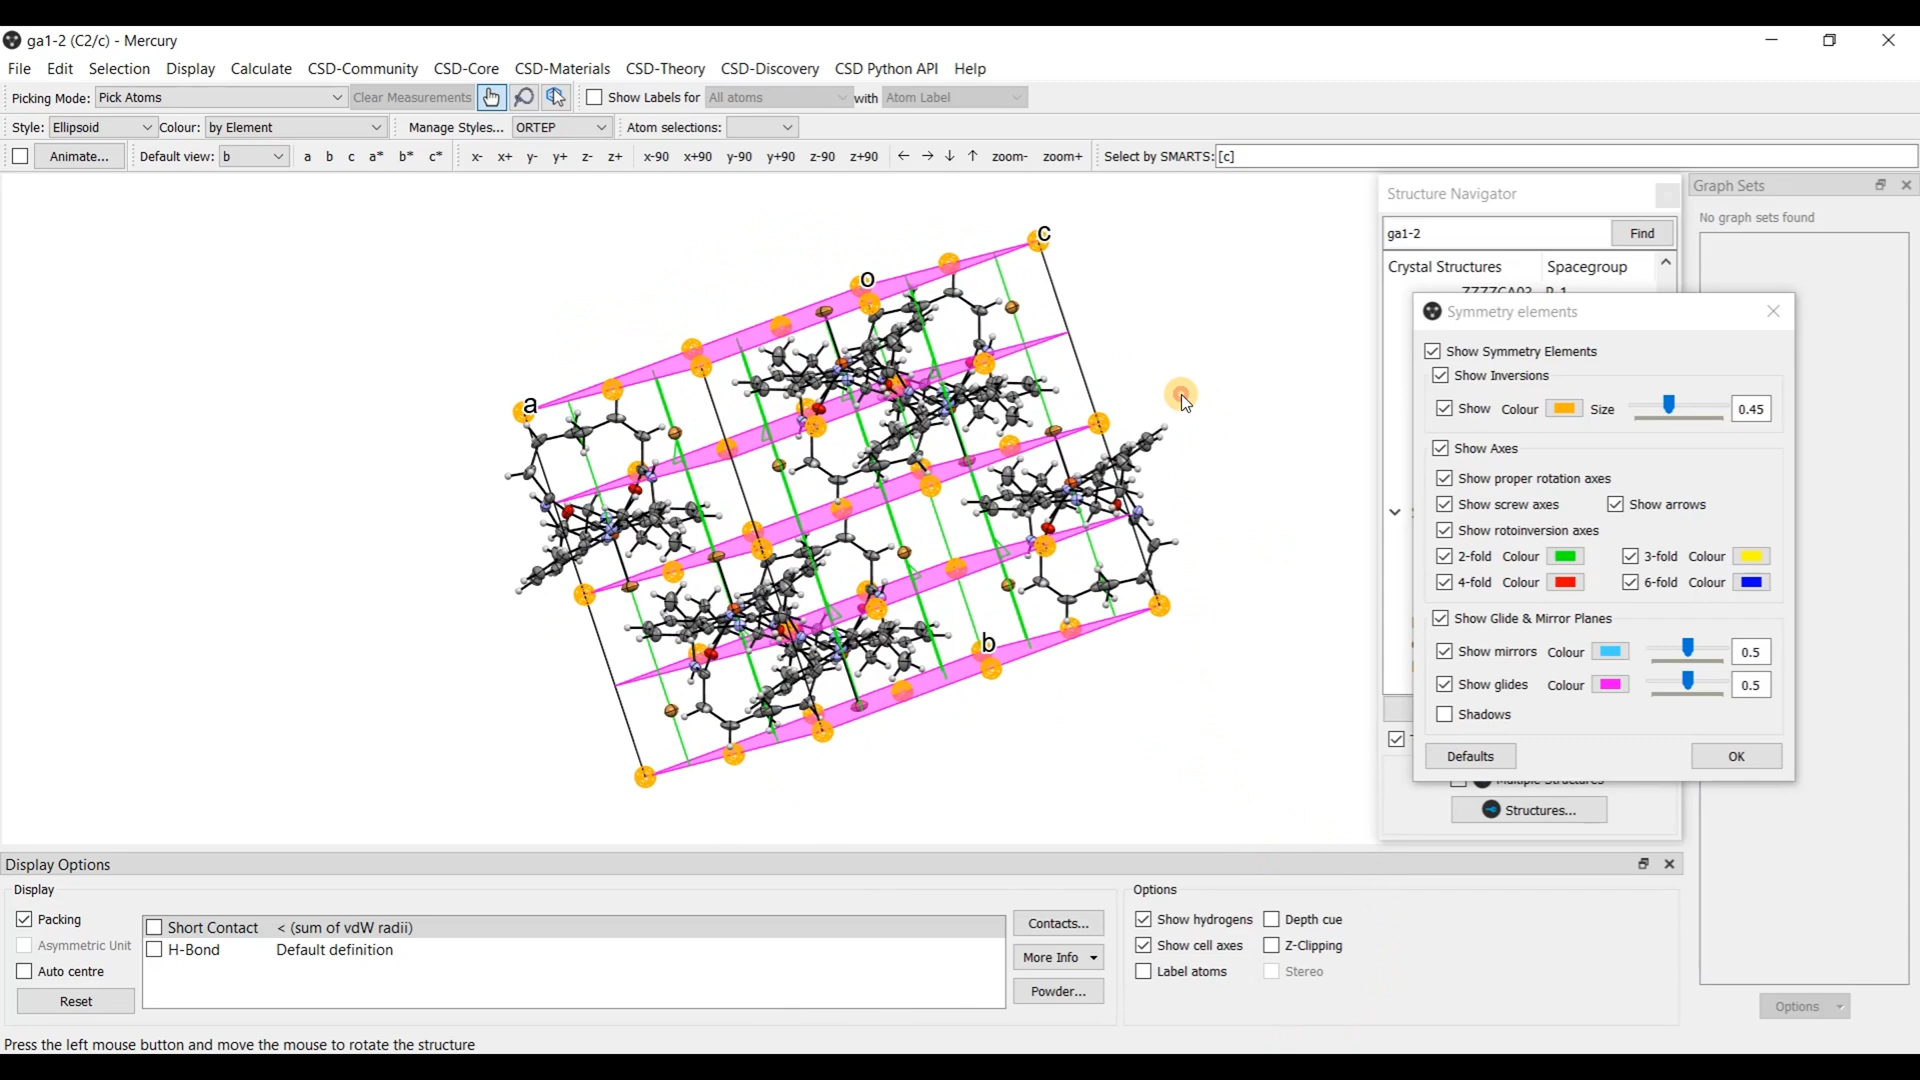 ga1-2 (C2/c) - Mercury
File Edit Selection Display Calculate CSD-Community CSD-Core CSD-Materials CSD-Theory CSD-Discovery CSD Python API Help
Picking Mode: Pick Atoms Clear Measurements Show Labels for All atoms with Atom Label
Style: Ellipsoid Colour: by Element Manage Styles... ORTEP Atom selections:
Animate... Default view: b a b c a* b* c* x- x+ y- y+ z- z+ x-90 x+90 y-90 y+90 z-90 z+90 ← → ↓ ↑ zoom- zoom+ Select by SMARTS: [c]
Structure Navigator
Graph Sets
No graph sets found
ga1-2 Find
Crystal Structures Spacegroup
c
o
a
b
Symmetry elements
Show Symmetry Elements
Show Inversions
Show Colour Size 0.45
Show Axes
Show proper rotation axes
Show screw axes Show arrows
Show rotoinversion axes
2-fold Colour 3-fold Colour
4-fold Colour 6-fold Colour
Show Glide & Mirror Planes
Show mirrors Colour 0.5
Show glides Colour 0.5
Shadows
Defaults OK
Structures...
Display Options
Display
Packing
Asymmetric Unit
Auto centre
Reset
Short Contact < (sum of vdW radii)
H-Bond Default definition
Contacts...
More Info
Powder...
Options
Show hydrogens Depth cue
Show cell axes Z-Clipping
Label atoms Stereo
Options
Press the left mouse button and move the mouse to rotate the structure